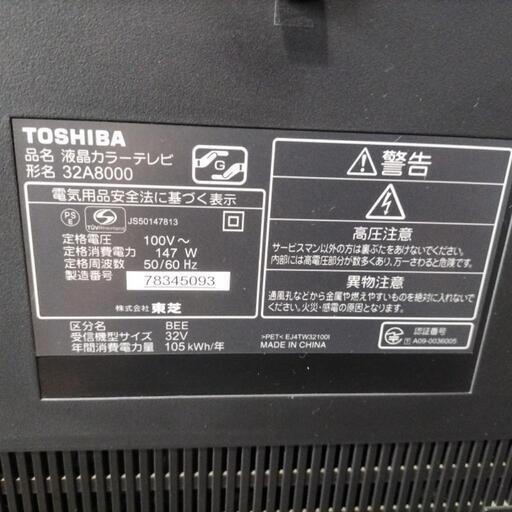 TOSHIBA
品名 液晶カラーテレビ
形名 32A8000
G
電気用品安全法に基づく表示
PS E
TÜVRheinland
JS50147813
定格電圧 100V～
定格消費電力 147 W
定格周波数 50/60 Hz
製造番号 78345093
株式会社 東芝
区分名 BEE
受信機型サイズ 32V
年間消費電力量 105 kWh/年
>PET< EJ4TW32100I
MADE IN CHINA
警告
高圧注意
サービスマン以外の方は裏ぶたをあけないでください。
内部には高電圧部分が数多くあり、万一さわると危険です。
異物注意
通風孔などから金属や燃えやすいものを絶対に入れないで
ください。火災・感電の原因となります。
認証番号
T A09-0036005